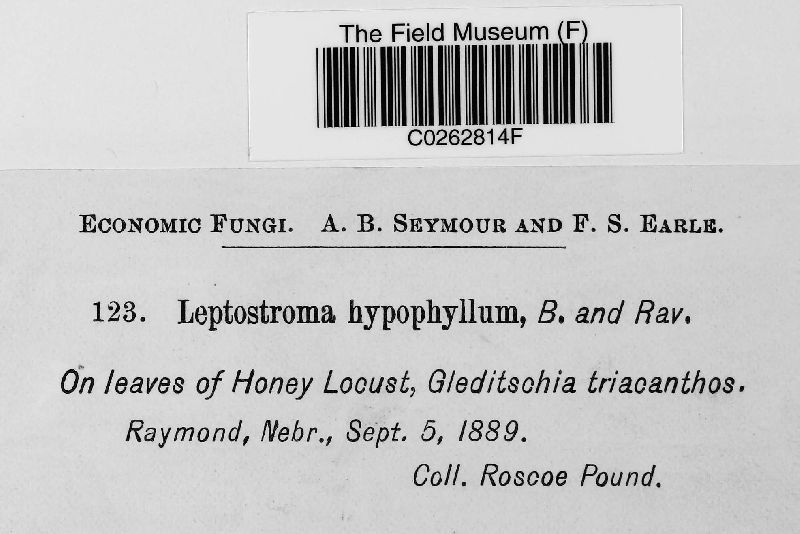 The Field Museum (F)
C0262814F
ECONOMIC FUNGI. A. B. SEYMOUR AND F. S. EARLE.
123. Leptostroma hypophyllum, B. and Rav.
On leaves of Honey Locust, Gleditschia triacanthos.
Raymond, Nebr., Sept. 5, 1889.
Coll. Roscoe Pound.